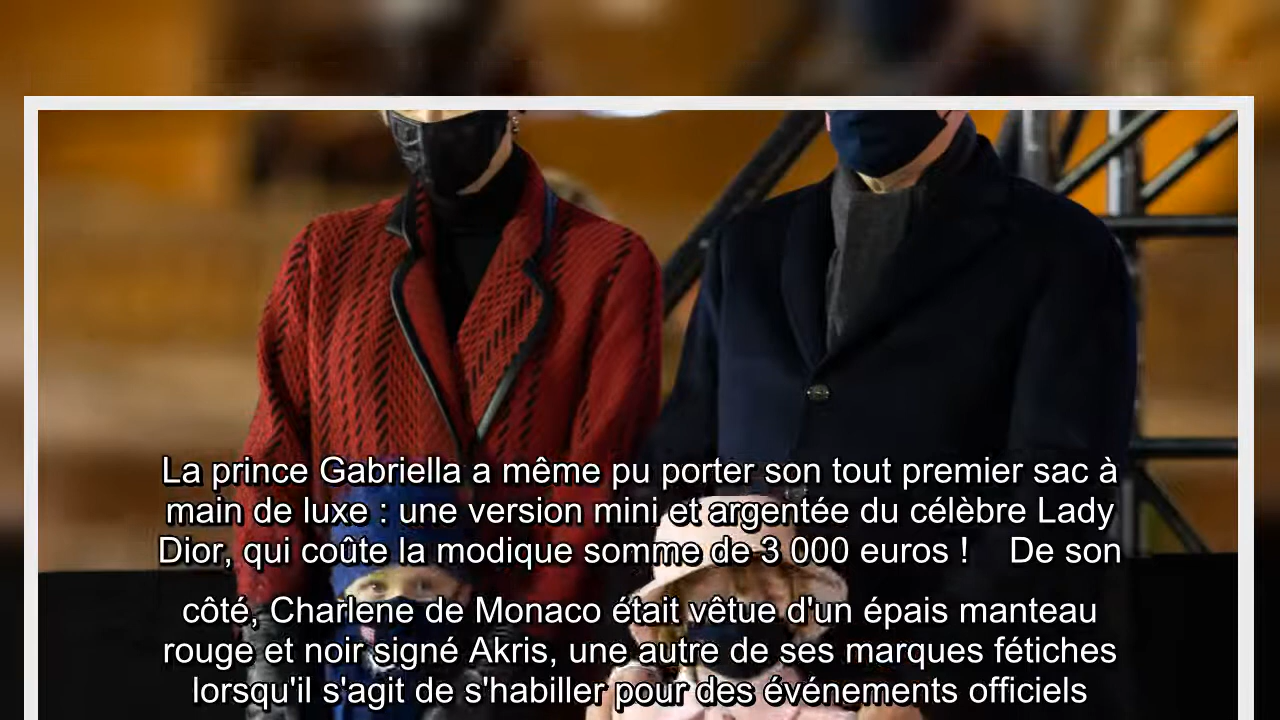 La prince Gabriella a même pu porter son tout premier sac à
main de luxe : une version mini et argentée du célèbre Lady
Dior, qui coûte la modique somme de 3 000 euros ! De son
côté, Charlene de Monaco était vêtue d'un épais manteau
rouge et noir signé Akris, une autre de ses marques fétiches
lorsqu'il s'agit de s'habiller pour des événements officiels